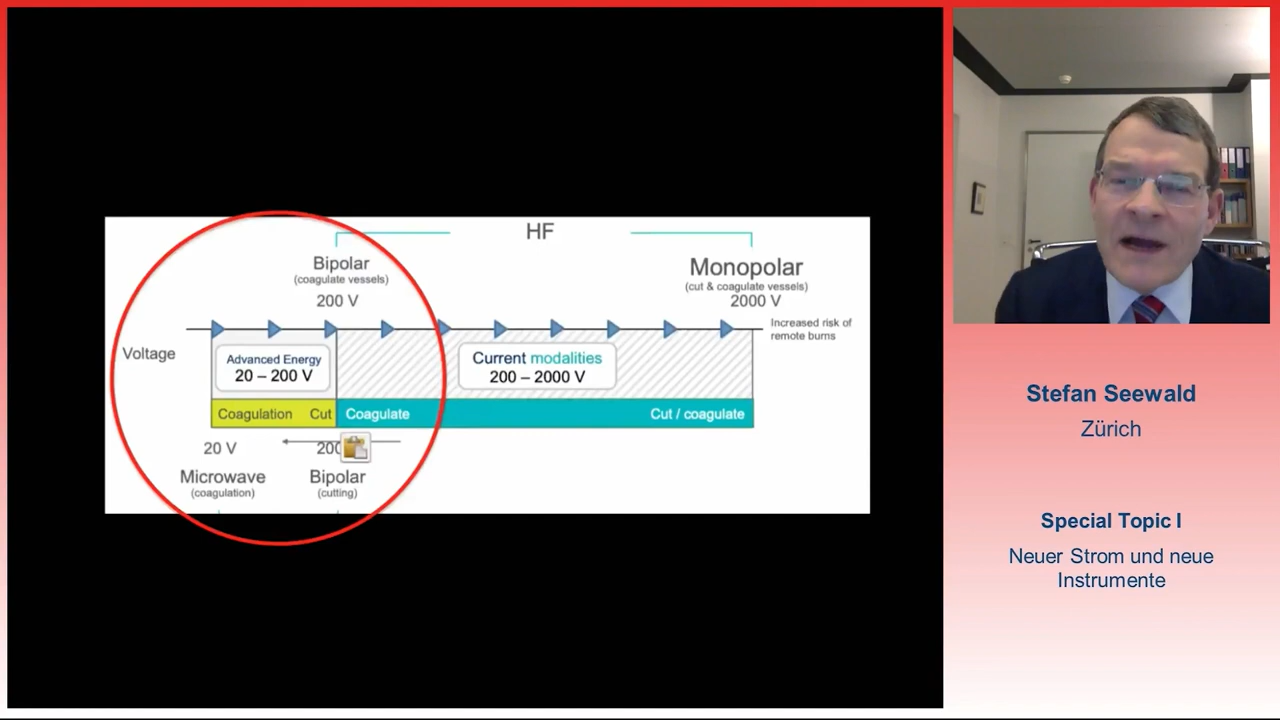 HF
Bipolar
(coagulate vessels)
200 V
Monopolar
(cut & coagulate vessels)
2000 V
Increased risk of
remote burns
Voltage
Advanced Energy
20 – 200 V
Current modalities
200 – 2000 V
Coagulation Cut
Coagulate
Cut / coagulate
20 V
200
Microwave
(coagulation)
Bipolar
(cutting)
Stefan Seewald
Zürich
Special Topic I
Neuer Strom und neue
Instrumente